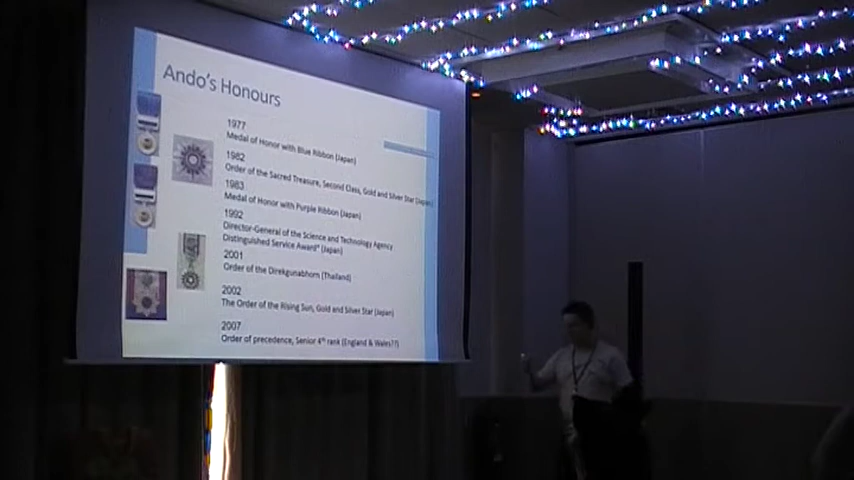 Ando's Honours
1977
Medal of Honor with Blue Ribbon (Japan)
1982
Order of the Sacred Treasure, Second Class, Gold and Silver Star (Japan)
1983
Medal of Honor with Purple Ribbon (Japan)
1992
Director-General of the Science and Technology Agency
Distinguished Service Award" (Japan)
2001
Order of the Direkgunabhorn (Thailand)
2002
The Order of the Rising Sun, Gold and Silver Star (Japan)
2007
Order of precedence, Senior 4th rank (England & Wales??)